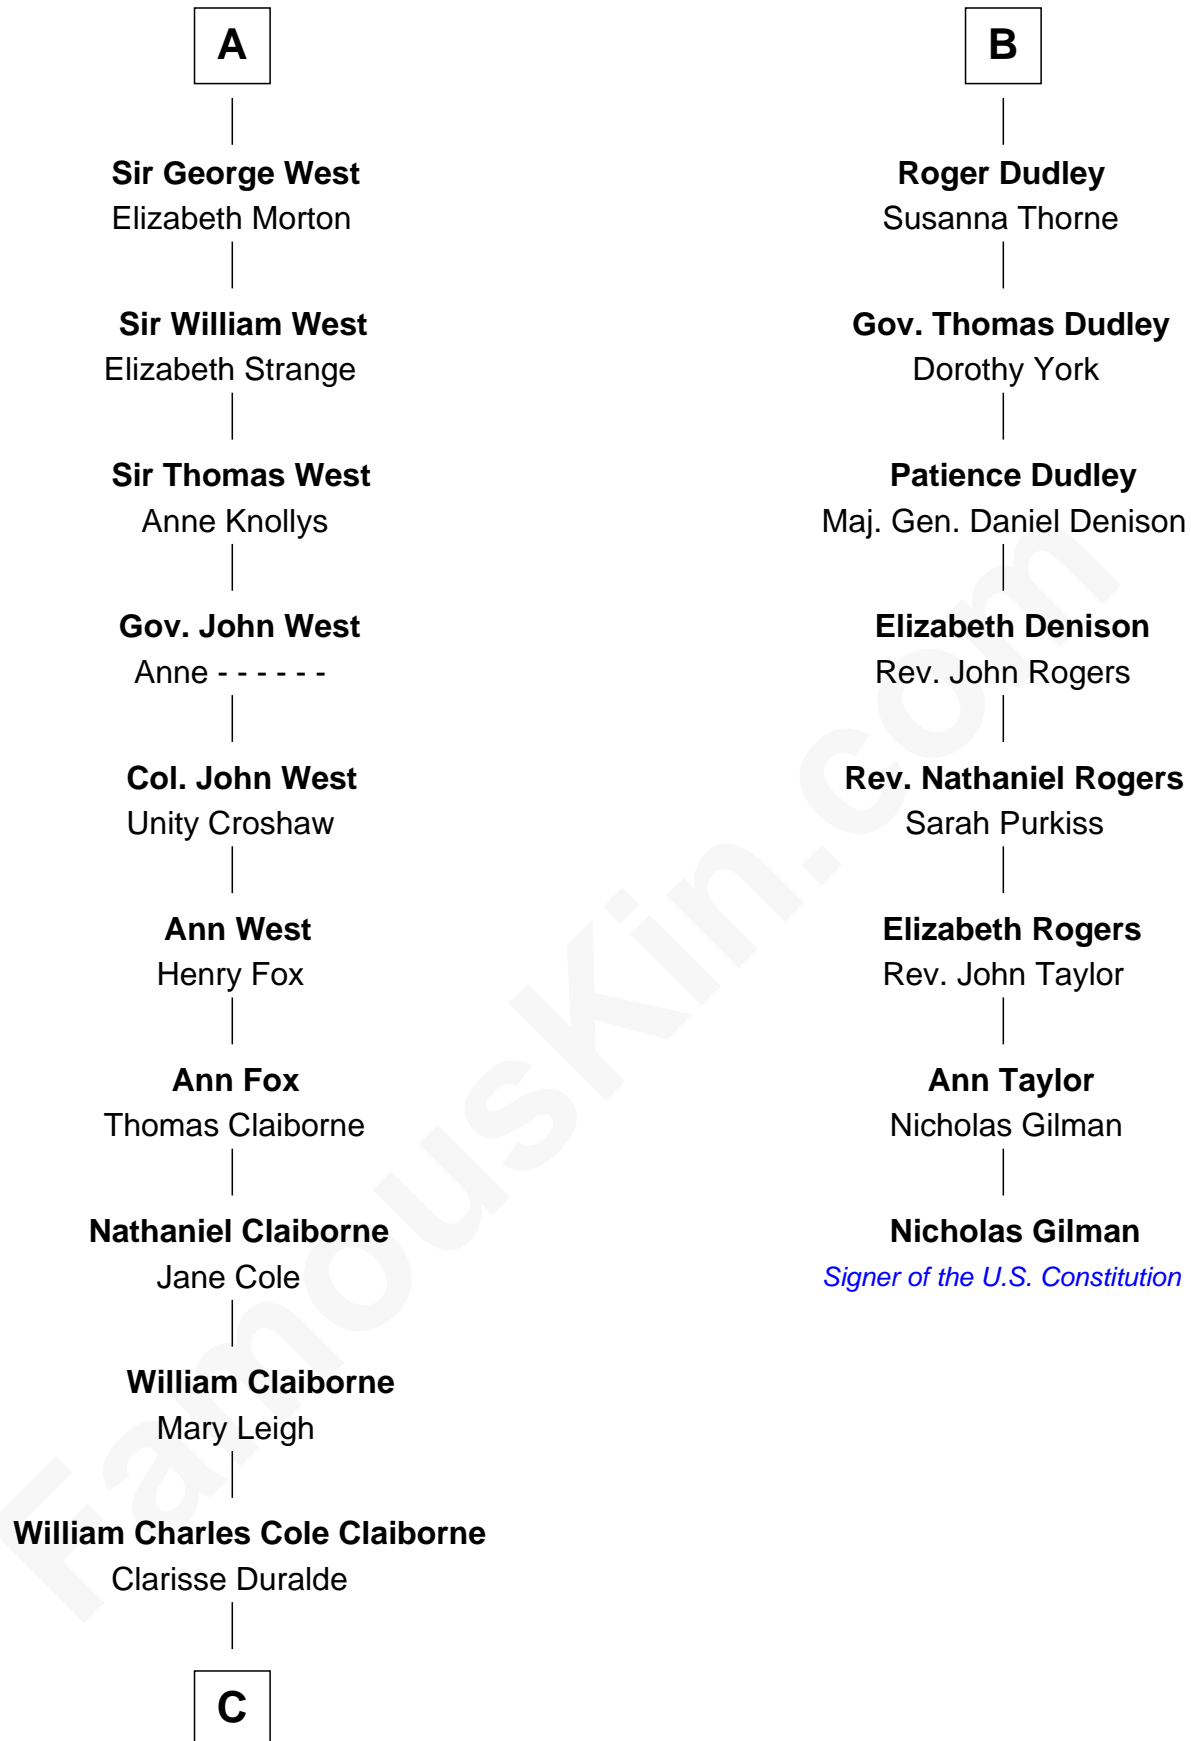 A
Sir George West
Elizabeth Morton
Sir William West
Elizabeth Strange
Sir Thomas West
Anne Knollys
Gov. John West
Anne - - - - - -
Col. John West
Unity Croshaw
Ann West
Henry Fox
Ann Fox
Thomas Claiborne
Nathaniel Claiborne
Jane Cole
William Claiborne
Mary Leigh
William Charles Cole Claiborne
Clarisse Duralde
C
B
Roger Dudley
Susanna Thorne
Gov. Thomas Dudley
Dorothy York
Patience Dudley
Maj. Gen. Daniel Denison
Elizabeth Denison
Rev. John Rogers
Rev. Nathaniel Rogers
Sarah Purkiss
Elizabeth Rogers
Rev. John Taylor
Ann Taylor
Nicholas Gilman
Nicholas Gilman
Signer of the U.S. Constitution
FamousKin.com